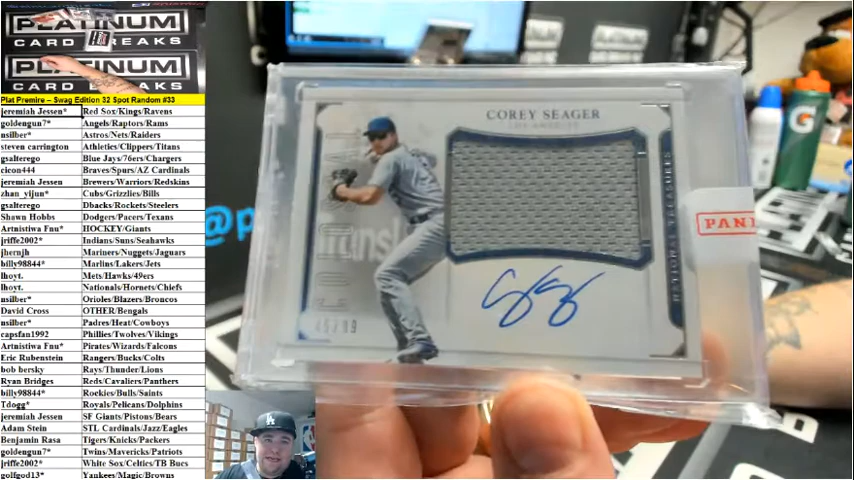 PLATINUM
CARD BREAKS
PLATINUM
CARD BREAKS
Plat Premire – Swag Edition 32 Spot Random #33
jeremiah Jessen* Red Sox/Kings/Ravens
goldengun7* Angels/Raptors/Rams
nsilber* Astros/Nets/Raiders
steven carrington Athletics/Clippers/Titans
gsalterego Blue Jays/76ers/Chargers
cicon444 Braves/Spurs/AZ Cardinals
jeremiah Jessen Brewers/Warriors/Redskins
zhan_yijun* Cubs/Grizzlies/Bills
gsalterego Dbacks/Rockets/Steelers
Shawn Hobbs Dodgers/Pacers/Texans
Artnistiwa Fnu* HOCKEY/Giants
jriffe2002* Indians/Suns/Seahawks
jhernjh Mariners/Nuggets/Jaguars
billy98844* Marlins/Lakers/Jets
lhoyt. Mets/Hawks/49ers
lhoyt. Nationals/Hornets/Chiefs
nsilber* Orioles/Blazers/Broncos
David Cross OTHER/Bengals
nsilber* Padres/Heat/Cowboys
capsfan1992 Phillies/Twolves/Vikings
Artnistiwa Fnu* Pirates/Wizards/Falcons
Eric Rubenstein Rangers/Bucks/Colts
bob bersky Rays/Thunder/Lions
Ryan Bridges Reds/Cavaliers/Panthers
billy98844* Rockies/Bulls/Saints
Tdogg* Royals/Pelicans/Dolphins
jeremiah Jessen SF Giants/Pistons/Bears
Adam Stein STL Cardinals/Jazz/Eagles
Benjamin Rasa Tigers/Knicks/Packers
goldengun7* Twins/Mavericks/Patriots
jriffe2002* White Sox/Celtics/TB Bucs
golfgod13* Yankees/Magic/Browns
COREY SEAGER
LOS ANGELES
NATIONAL TREASURES
PANI
G
@p
LA